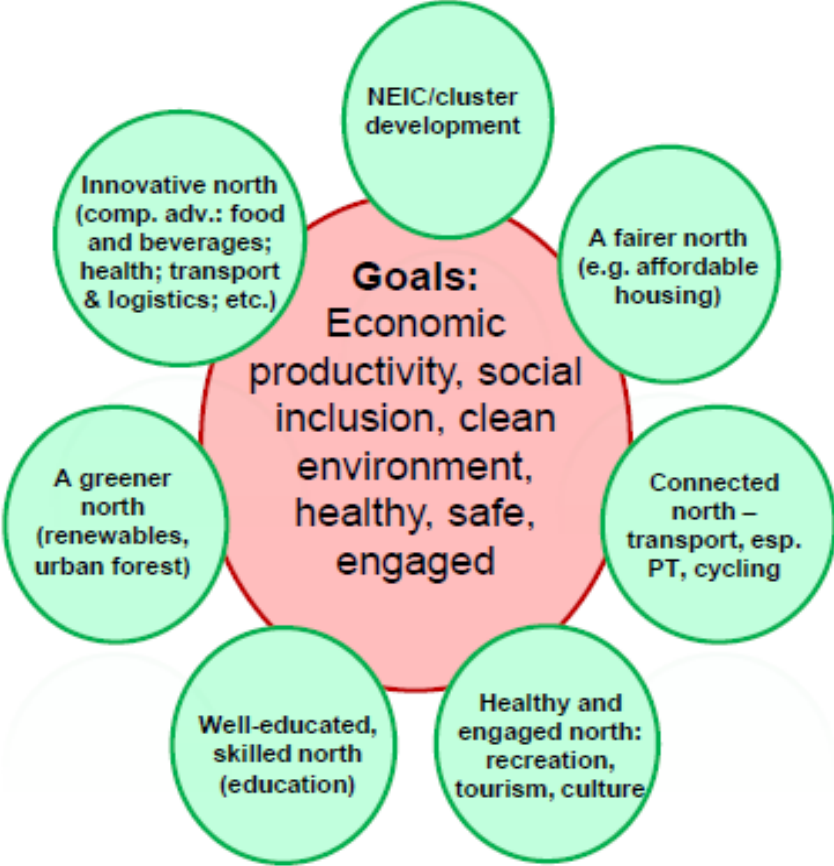 NEIC/cluster
development
A fairer north
(e.g. affordable
housing)
Connected
north –
transport, esp.
PT, cycling
Healthy and
engaged north:
recreation,
tourism, culture
Well-educated,
skilled north
(education)
A greener
north
(renewables,
urban forest)
Innovative north
(comp. adv.: food
and beverages;
health; transport
& logistics; etc.)
Goals:
Economic
productivity, social
inclusion, clean
environment,
healthy, safe,
engaged